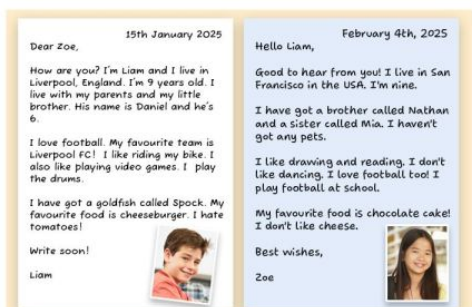 15th January 2025
Dear Zoe,
How are you? I'm Liam and I live in
Liverpool, England. I'm 9 years old. I
live with my parents and my little
brother. His name is Daniel and he's
6.
I love football. My favourite team is
Liverpool FC! I like riding my bike. I
also like playing video games. I play
the drums.
I have got a goldfish called Spock. My
favourite food is cheeseburger. I hate
tomatoes!
Write soon!
Liam
February 4th, 2025
Hello Liam,
Good to hear from you! I live in San
Francisco in the USA. I'm nine.
I have got a brother called Nathan
and a sister called Mia. I haven't
got any pets.
I like drawing and reading. I don't
like dancing. I love football too! I
play football at school.
My favourite food is chocolate cake!
I don't like cheese.
Best wishes,
Zoe